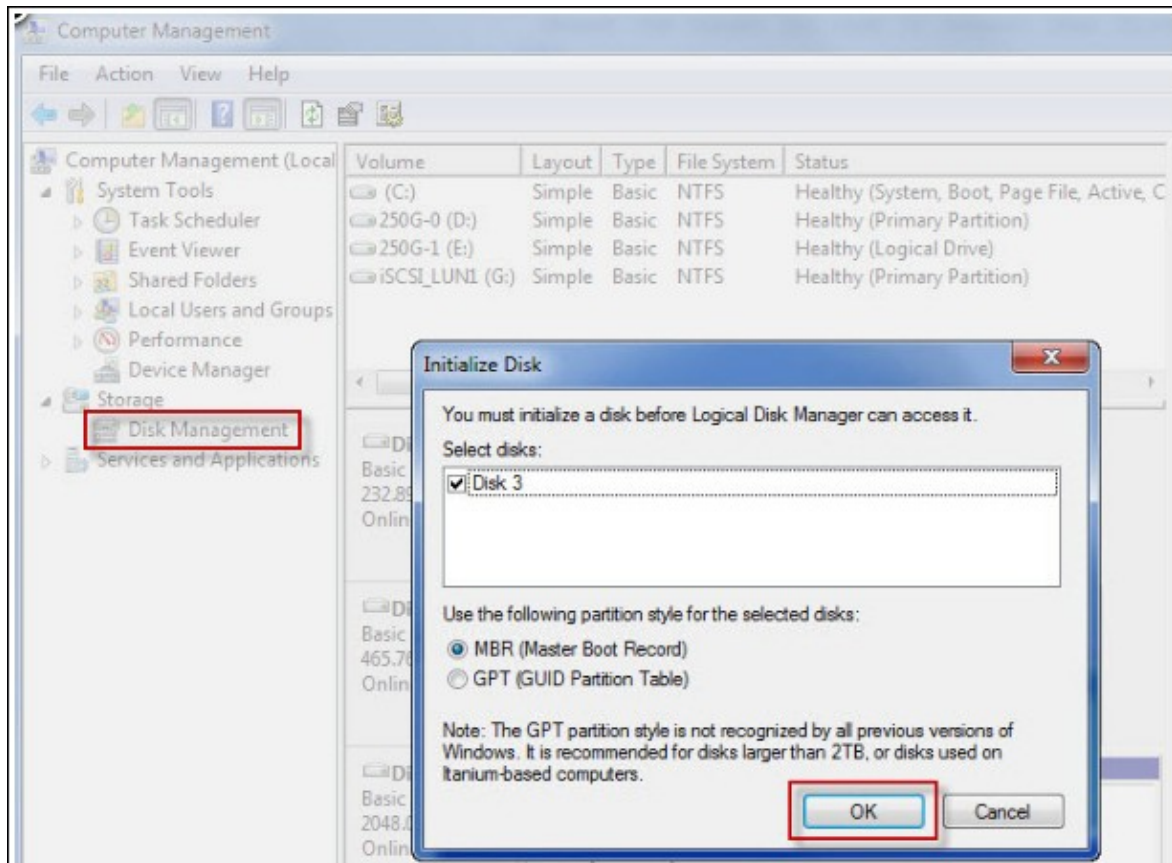 Computer Management
File Action View Help
Computer Management (Local
System Tools
Task Scheduler
Event Viewer
Shared Folders
Local Users and Groups
Performance
Device Manager
Storage
Disk Management
Services and Applications
Volume Layout Type File System Status
(C:) Simple Basic NTFS Healthy (System, Boot, Page File, Active, C
250G-0 (D:) Simple Basic NTFS Healthy (Primary Partition)
250G-1 (E:) Simple Basic NTFS Healthy (Logical Drive)
iSCSI_LUN1 (G:) Simple Basic NTFS Healthy (Primary Partition)
Di
Basic
232.89
Onlin
Di
Basic
465.76
Onlin
Di
Basic
2048.0
Onlin
Initialize Disk
You must initialize a disk before Logical Disk Manager can access it.
Select disks:
Disk 3
Use the following partition style for the selected disks:
MBR (Master Boot Record)
GPT (GUID Partition Table)
Note: The GPT partition style is not recognized by all previous versions of
Windows. It is recommended for disks larger than 2TB, or disks used on
Itanium-based computers.
OK Cancel